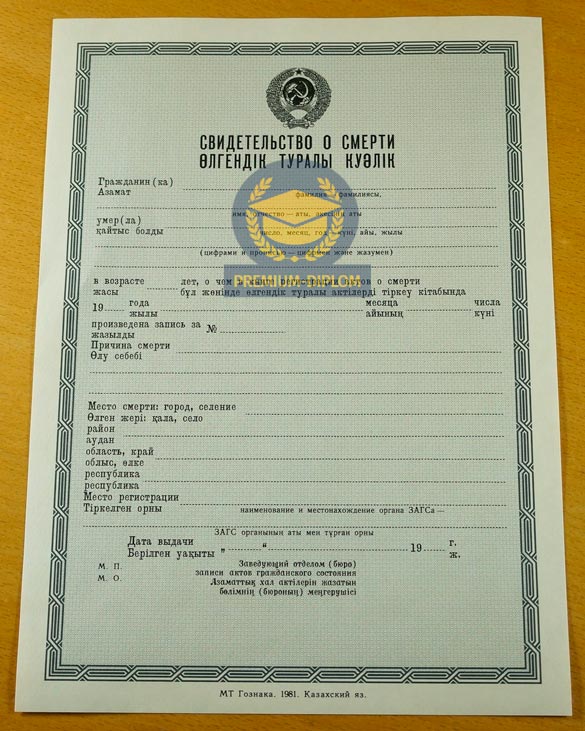 СВИДЕТЕЛЬСТВО О СМЕРТИ
ӨЛГЕНДІК ТУРАЛЫ КУӘЛІК
Гражданин(ка)
Азамат
фамилия — фамилиясы,
имя, отчество — аты, әкесінің аты
умер(ла)
қайтыс болды
число, месяц, год — күні, айы, жылы
(цифрами и прописью — цифрмен және жазумен)
PREMIUM-DIPLOM
в возрасте лет, о чем в книге регистрации актов о смерти
жасы бұл жөнінде өлгендік туралы актілерді тіркеу кітабында
19 года месяца числа
жылы айының күні
произведена запись за №
жазылды
Причина смерти
Өлу себебі
Место смерти: город, селение
Өлген жері: қала, село
район
аудан
область, край
облыс, өлке
республика
республика
Место регистрации
Тіркелген орны наименование и местонахождение органа ЗАГСа —
ЗАГС органының аты мен тұрған орны
Дата выдачи " " 19 г.
Берілген уақыты ж.
М. П. Заведующий отделом (бюро)
записи актов гражданского состояния
М. О. Азаматтық хал актілерін жазатын
бөлімнің (бюроның) меңгерушісі
МТ Гознака. 1981. Казахский яз.